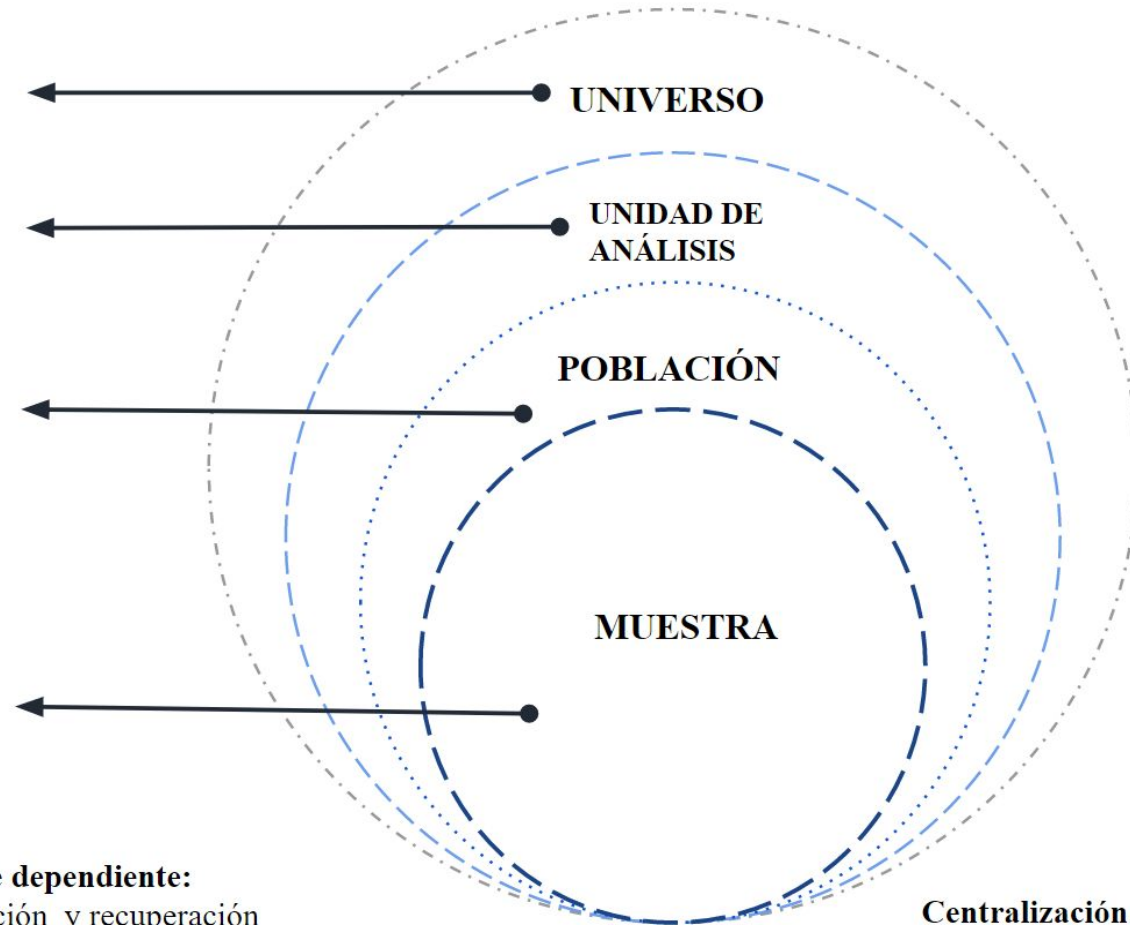 UNIVERSO
UNIDAD DE
ANÁLISIS
POBLACIÓN
MUESTRA
e dependiente:
ción y recuperación
Centralización